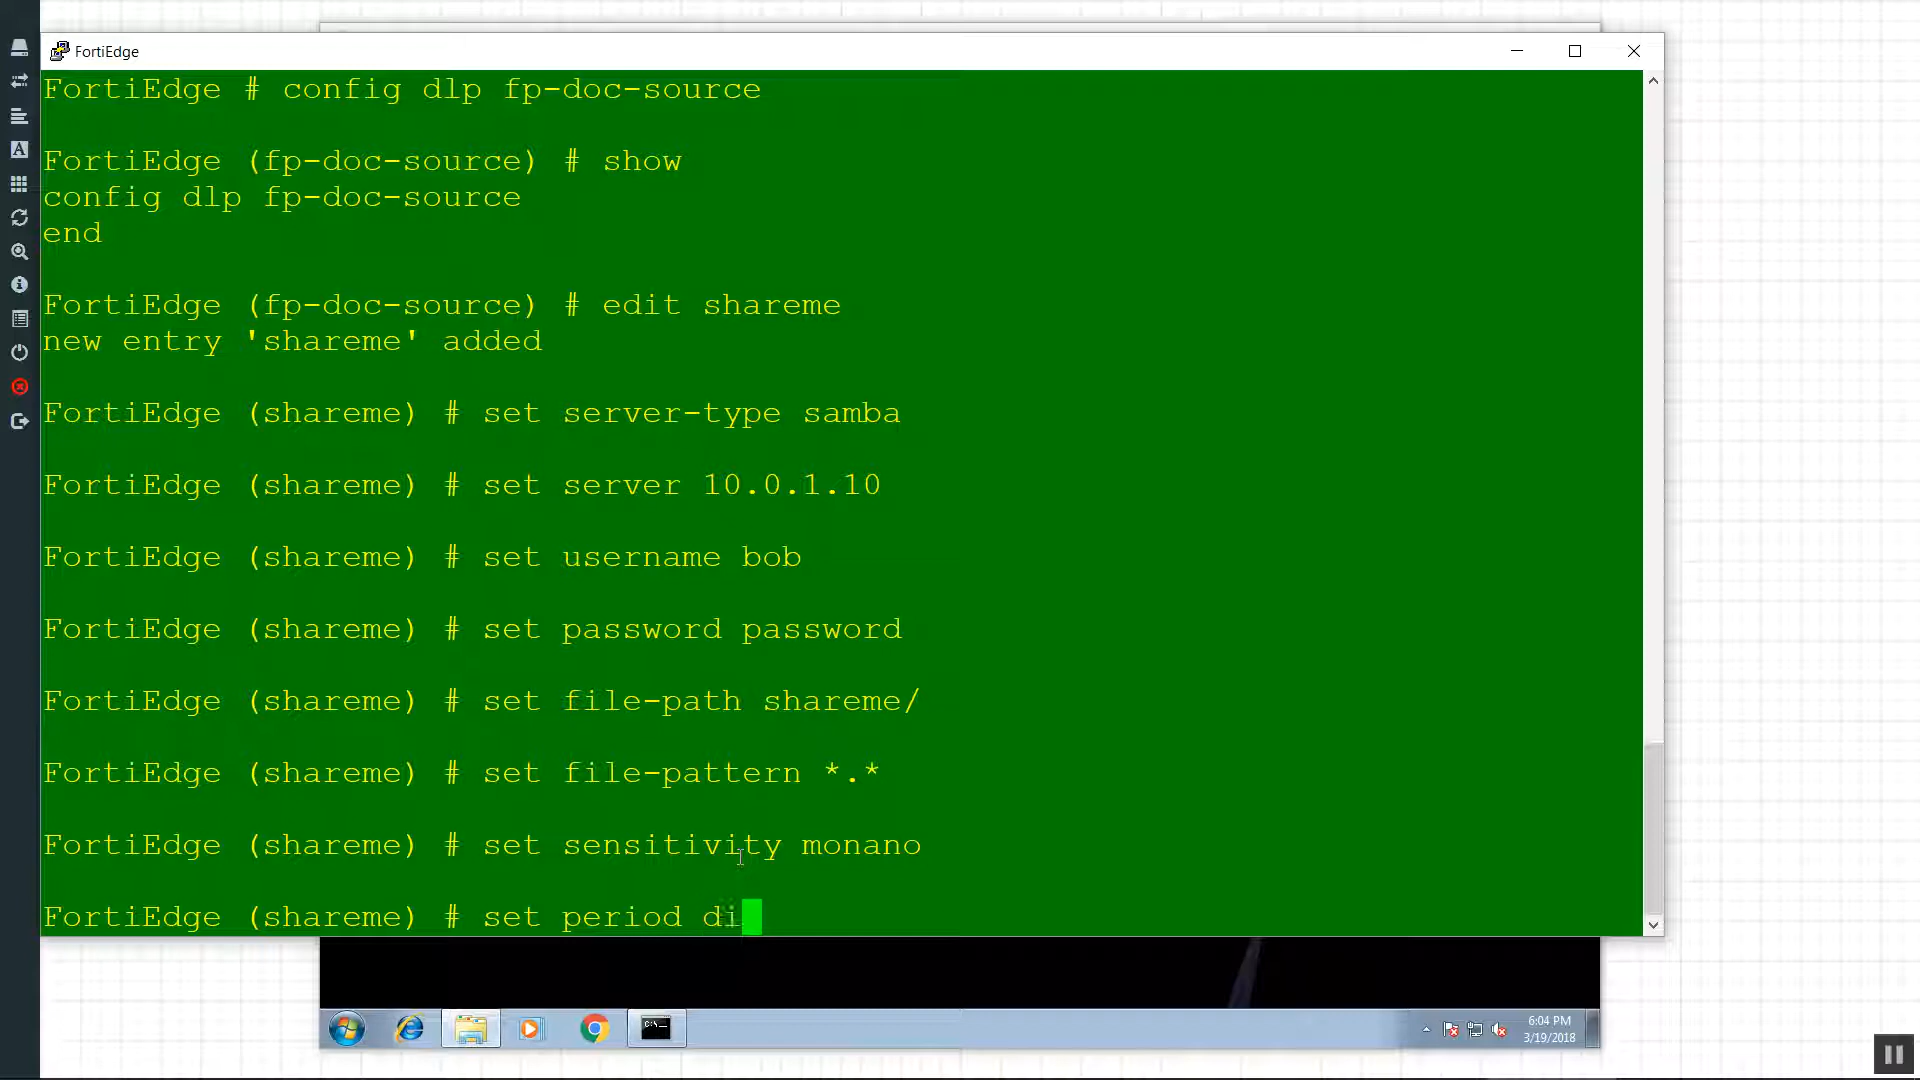 FortiEdge
FortiEdge # config dlp fp-doc-source
FortiEdge (fp-doc-source) # show
config dlp fp-doc-source
end
FortiEdge (fp-doc-source) # edit shareme
new entry 'shareme' added
FortiEdge (shareme) # set server-type samba
FortiEdge (shareme) # set server 10.0.1.10
FortiEdge (shareme) # set username bob
FortiEdge (shareme) # set password password
FortiEdge (shareme) # set file-path shareme/
FortiEdge (shareme) # set file-pattern *.*
FortiEdge (shareme) # set sensitivity monano
FortiEdge (shareme) # set period di
6:04 PM
3/19/2018